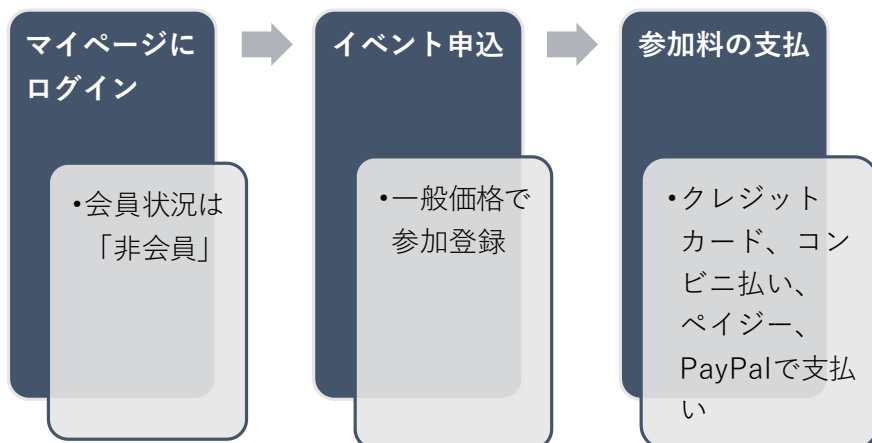 マイページに
ログイン
・会員状況は
「非会員」
イベント申込
・一般価格で
参加登録
参加料の支払
・クレジット
カード、コン
ビニ払い、
ペイジー、
PayPalで支払
い